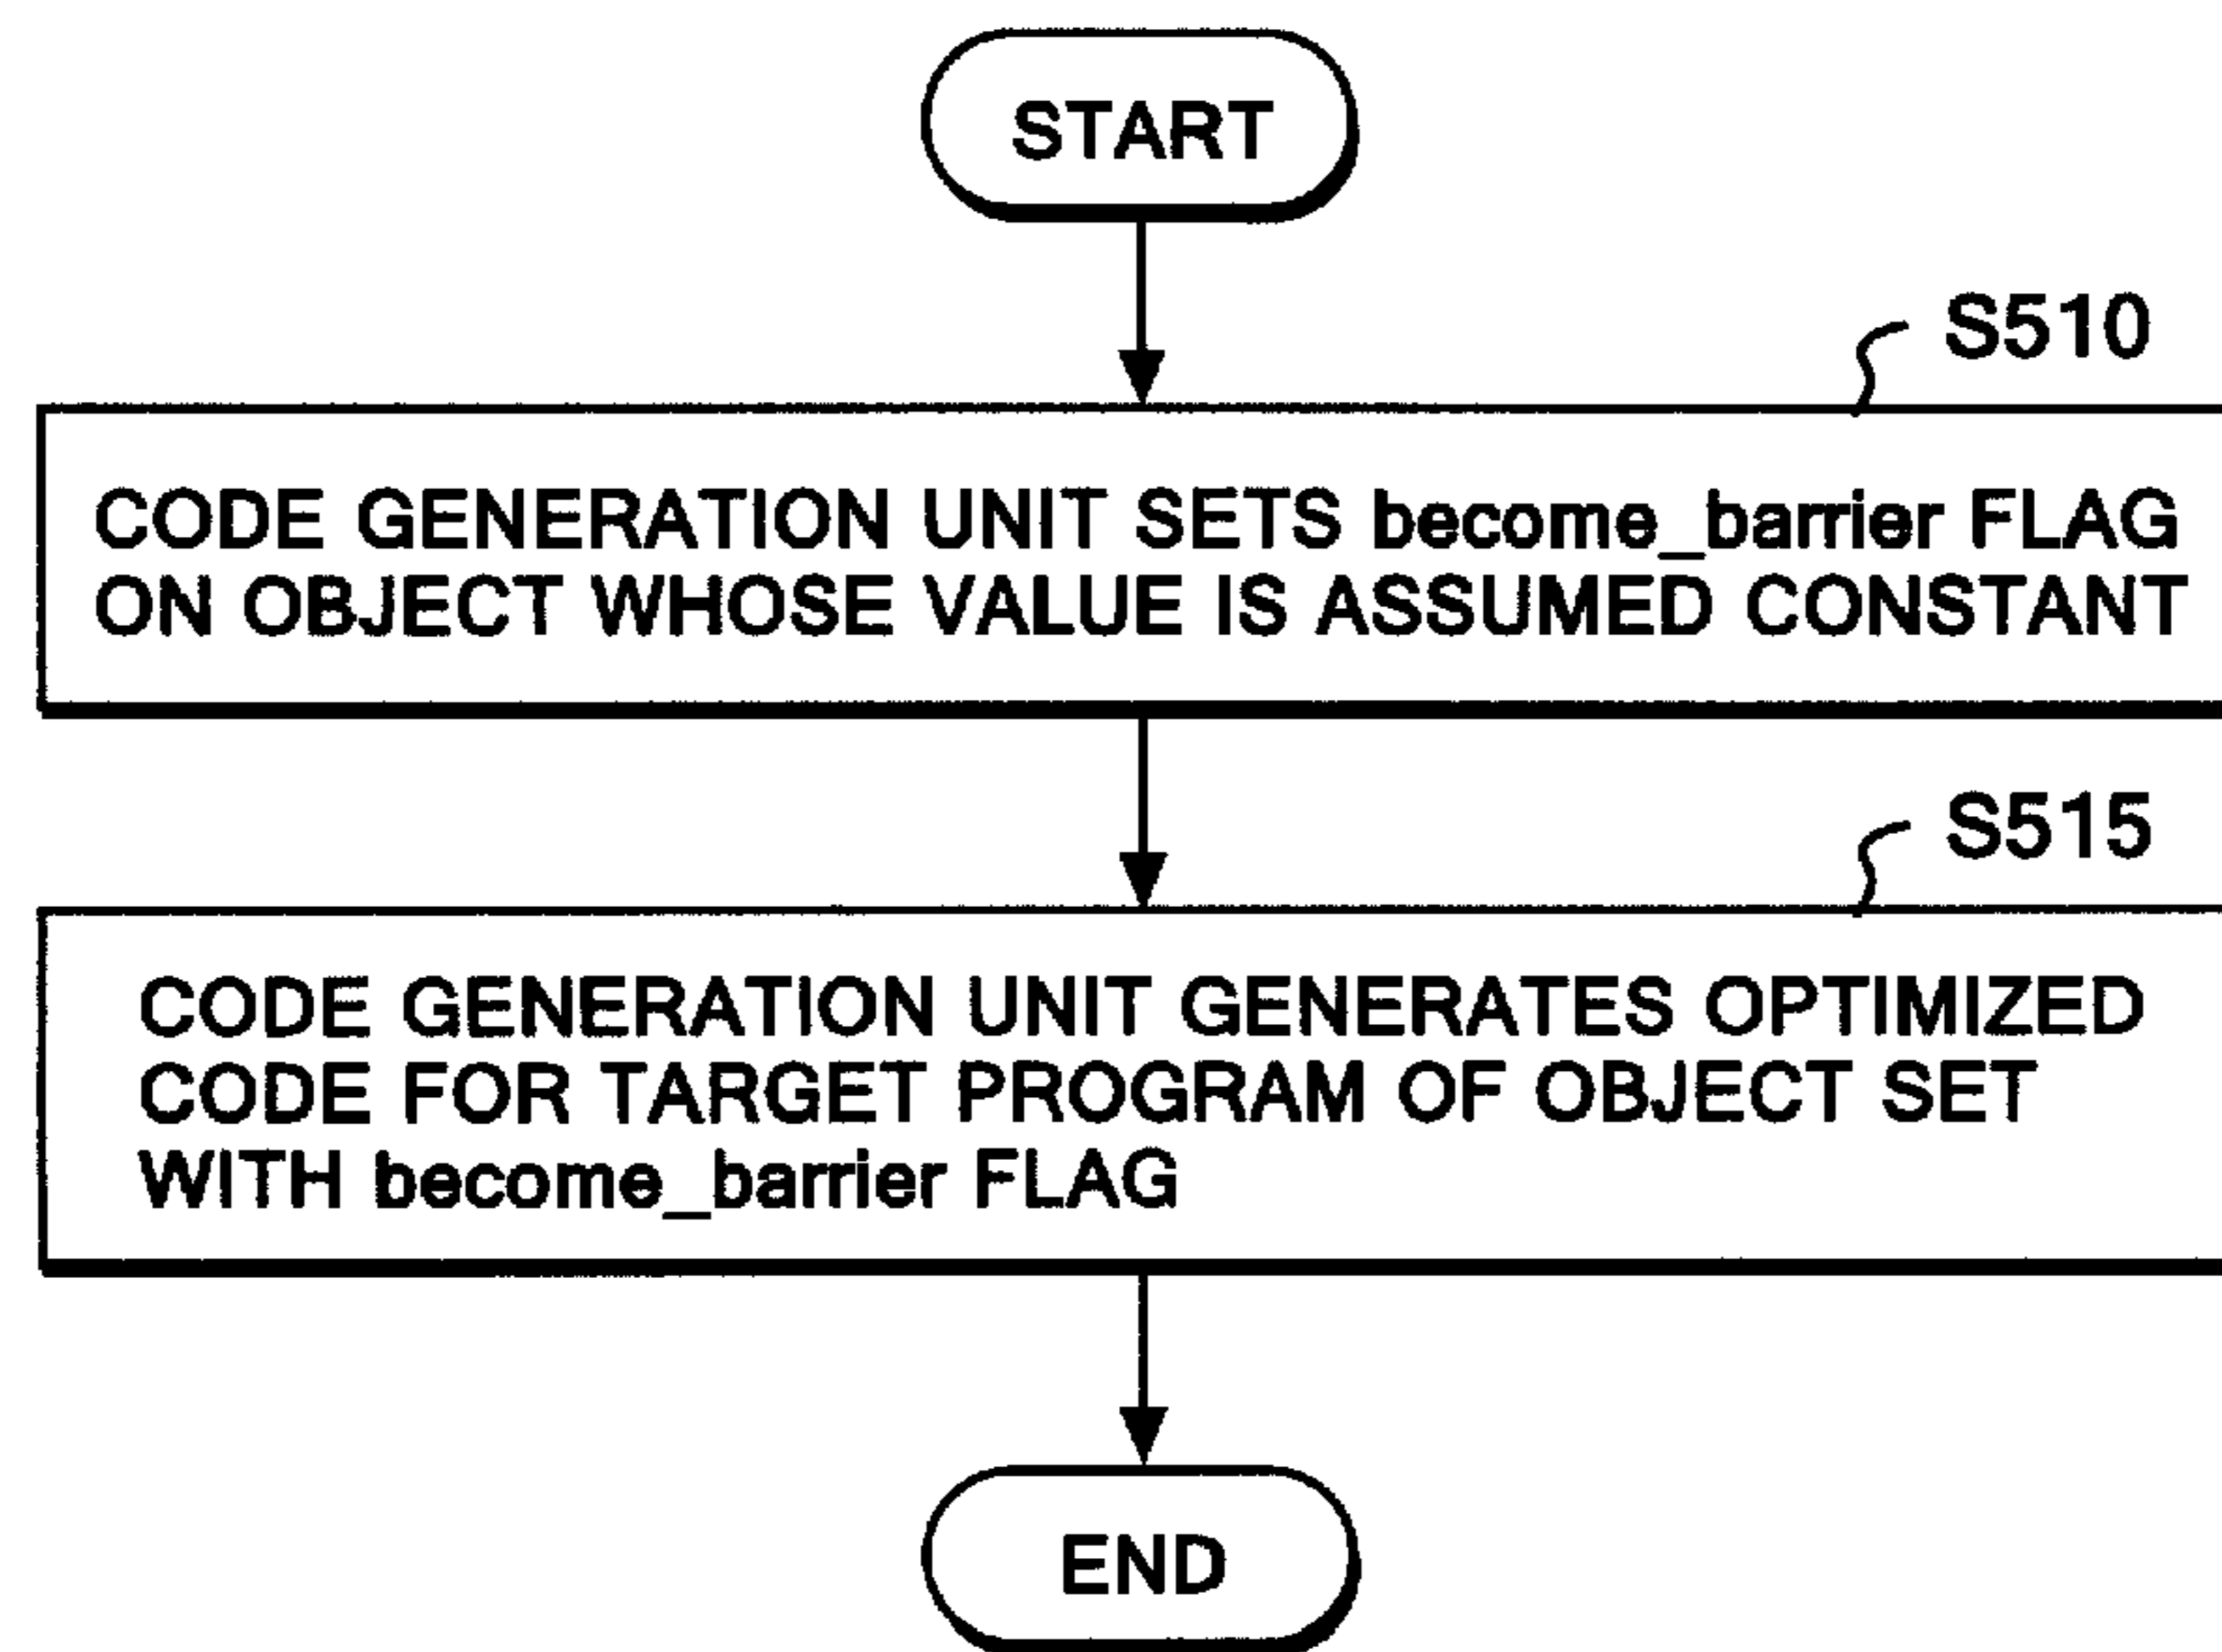 START
S510
CODE GENERATION UNIT SETS become_barrier FLAG
ON OBJECT WHOSE VALUE IS ASSUMED CONSTANT
S515
CODE GENERATION UNIT GENERATES OPTIMIZED
CODE FOR TARGET PROGRAM OF OBJECT SET
WITH become_barrier FLAG
END